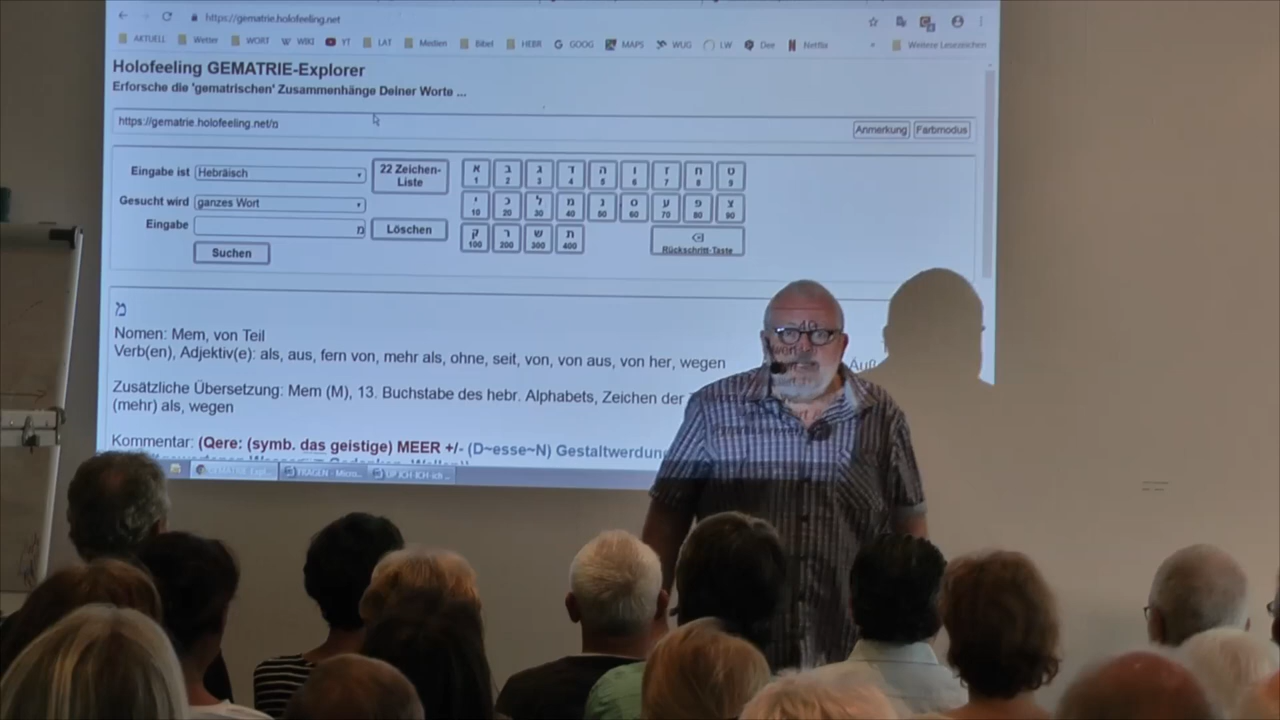 https://gematrie.holofeeling.net
AKTUELL Wetter WORT WIKI YT LAT Medien Bibel HEBR GOOG MAPS WUG LW Dee Netflix » Weitere Lesezeichen
Holofeeling GEMATRIE-Explorer
Erforsche die 'gematrischen' Zusammenhänge Deiner Worte ...
https://gematrie.holofeeling.net/מ
Anmerkung Farbmodus
Eingabe ist Hebräisch
22 Zeichen-Liste
א ב ג ד ה ו ז ח ט
1 2 3 4 5 6 7 8 9
Gesucht wird ganzes Wort
י כ ל מ נ ס ע פ צ
10 20 30 40 50 60 70 80 90
Eingabe מ
Löschen
ק ר ש ת
100 200 300 400
Rückschritt-Taste
Suchen
מ
Nomen: Mem, von Teil
Verb(en), Adjektiv(e): als, aus, fern von, mehr als, ohne, seit, von, von aus, von her, wegen
Zusätzliche Übersetzung: Mem (M), 13. Buchstabe des hebr. Alphabets, Zeichen der
(mehr) als, wegen
Kommentar: (Qere: (symb. das geistige) MEER +/- (D~esse~N) Gestaltwerdung
GEMATRIE-Expl... FRAGEN - Micro...